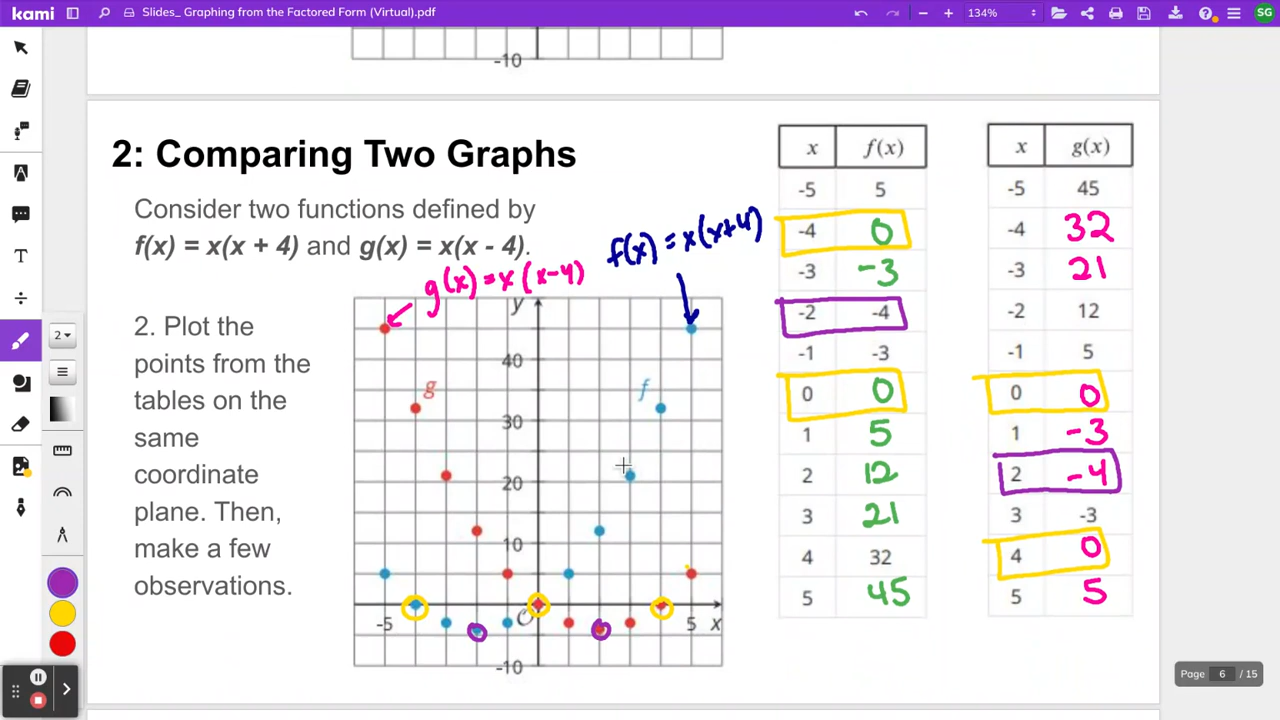 kami
Slides_ Graphing from the Factored Form (Virtual).pdf
134%
SG
-10
2: Comparing Two Graphs
Consider two functions defined by
f(x) = x(x + 4) and g(x) = x(x - 4).
f(x) = x(x+4)
g(x) = x(x-4)
2. Plot the
points from the
tables on the
same
coordinate
plane. Then,
make a few
observations.
y
40
g
f
30
20
10
-5
O
5
x
-10
x f(x)
-5 5
-4 0
-3 -3
-2 -4
-1 -3
0 0
1 5
2 12
3 21
4 32
5 45
x g(x)
-5 45
-4 32
-3 21
-2 12
-1 5
0 0
1 -3
2 -4
3 -3
4 0
5 5
2
Page 6 / 15